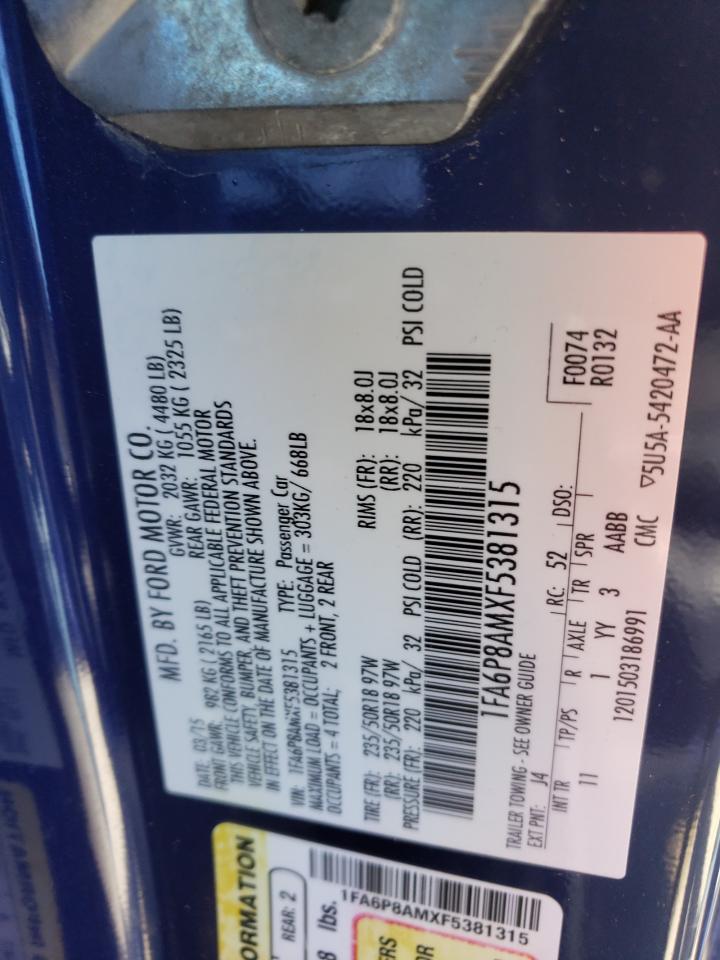 MFD. BY FORD MOTOR CO.
DATE: 03/15 GVWR: 2032 KG ( 4480 LB)
FRONT GAWR: 982 KG ( 2165 LB) REAR GAWR: 1055 KG ( 2325 LB)
THIS VEHICLE CONFORMS TO ALL APPLICABLE FEDERAL MOTOR
VEHICLE SAFETY, BUMPER, AND THEFT PREVENTION STANDARDS
IN EFFECT ON THE DATE OF MANUFACTURE SHOWN ABOVE.
VIN: 1FA6P8AMXF5381315 TYPE: Passenger Car
MAXIMUM LOAD = OCCUPANTS + LUGGAGE = 303KG/ 668LB
OCCUPANTS = 4 TOTAL; 2 FRONT, 2 REAR
TIRE (FR): 235/50R18 97W RIMS (FR): 18x8.0J
(RR): 235/50R18 97W (RR): 18x8.0J
PRESSURE (FR): 220 kPa/ 32 PSI COLD (RR): 220 kPa/ 32 PSI COLD
1FA6P8AMXF5381315
TRAILER TOWING - SEE OWNER GUIDE
EXT PNT: J4 RC: 52 DSO: F0074
R0132
INT TR TP/PS R AXLE TR SPR
11 1 YY 3 AABB
1201503186991 CMC ▽5U5A-5420472-AA
REAR: 2
lbs.
1FA6P8AMXF5381315